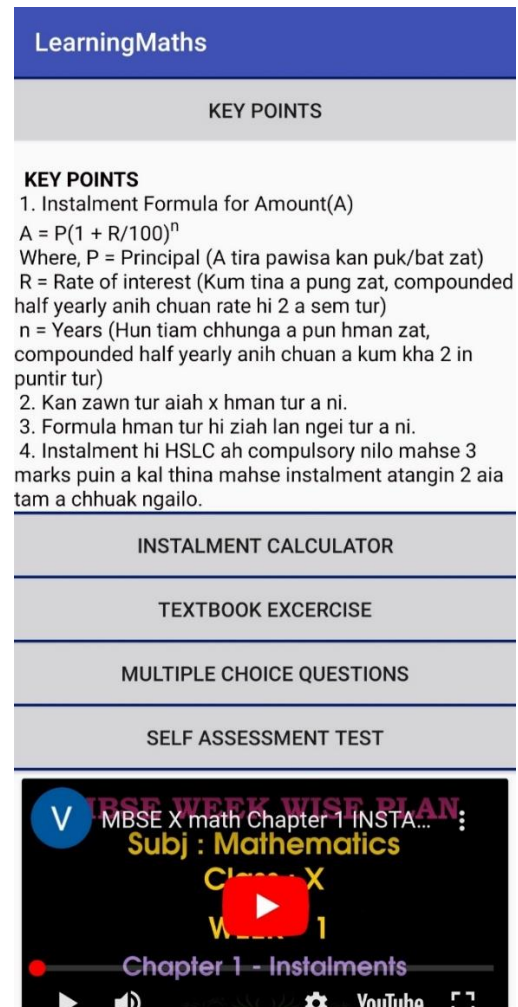 LearningMaths
KEY POINTS
KEY POINTS
1. Instalment Formula for Amount(A)
A = P(1 + R/100)ⁿ
Where, P = Principal (A tira pawisa kan puk/bat zat)
R = Rate of interest (Kum tina a pung zat, compounded
half yearly anih chuan rate hi 2 a sem tur)
n = Years (Hun tiam chhunga a pun hman zat,
compounded half yearly anih chuan a kum kha 2 in
puntir tur)
2. Kan zawn tur aiah x hman tur a ni.
3. Formula hman tur hi ziah lan ngei tur a ni.
4. Instalment hi HSLC ah compulsory nilo mahse 3
marks puin a kal thina mahse instalment atangin 2 aia
tam a chhuak ngailo.
INSTALMENT CALCULATOR
TEXTBOOK EXCERCISE
MULTIPLE CHOICE QUESTIONS
SELF ASSESSMENT TEST
MBSE WEEK WISE PLAN
V MBSE X math Chapter 1 INSTA...
Subj : Mathematics
Class : X
WEEK 1
Chapter 1 - Instalments
YouTube